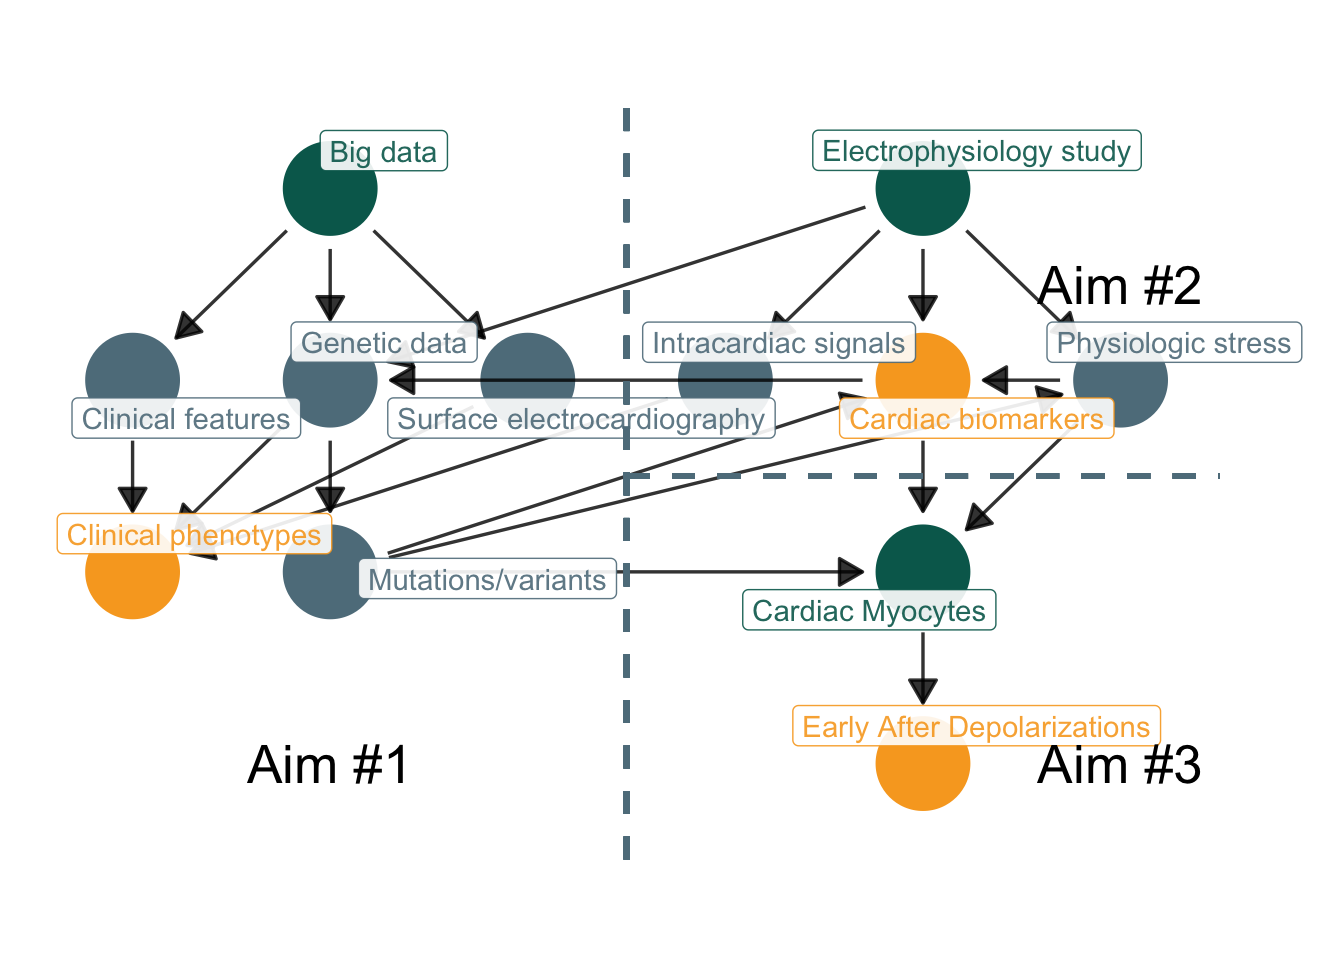 Big data
Electrophysiology study
Aim #2
Genetic data
Intracardiac signals
Physiologic stress
Clinical features
Surface electrocardiography
Cardiac biomarkers
Clinical phenotypes
Mutations/variants
Cardiac Myocytes
Early After Depolarizations
Aim #1
Aim #3